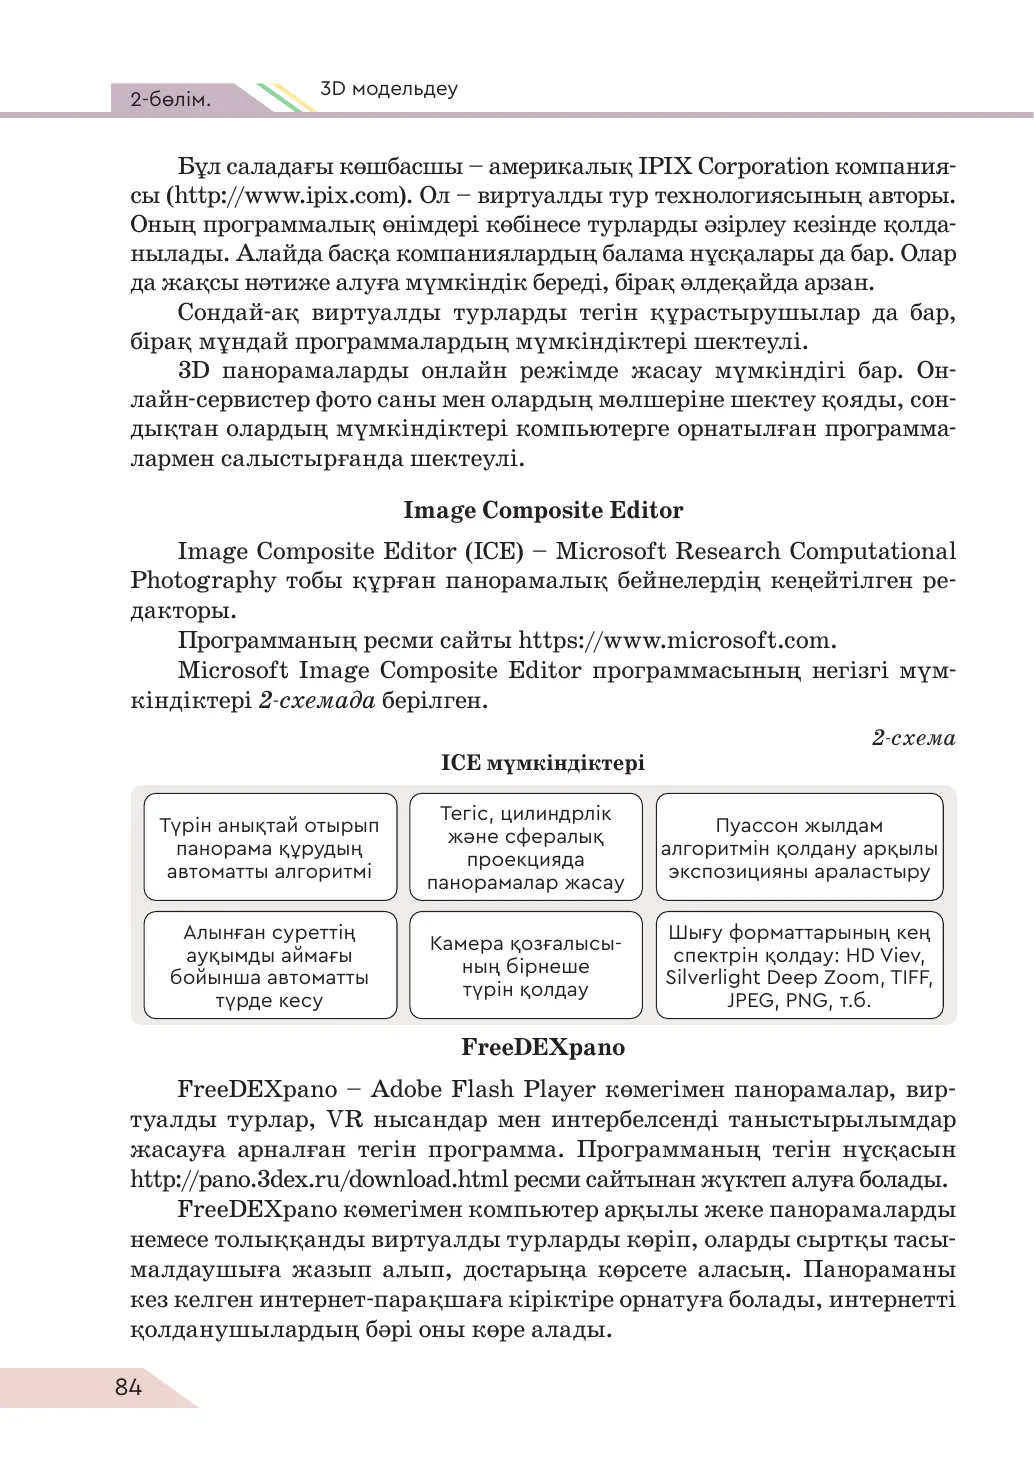 2-бөлім.
3D модельдеу
Бұл саладағы көшбасшы – америкалық IPIX Corporation компания-
сы (http://www.ipix.com). Ол – виртуалды тур технологиясының авторы.
Оның программалық өнімдері көбінесе турларды әзірлеу кезінде қолда-
нылады. Алайда басқа компаниялардың балама нұсқалары да бар. Олар
да жақсы нәтиже алуға мүмкіндік береді, бірақ әлдеқайда арзан.
Сондай-ақ виртуалды турларды тегін құрастырушылар да бар,
бірақ мұндай программалардың мүмкіндіктері шектеулі.
3D панорамаларды онлайн режімде жасау мүмкіндігі бар. Он-
лайн-сервистер фото саны мен олардың мөлшеріне шектеу қояды, сон-
дықтан олардың мүмкіндіктері компьютерге орнатылған программа-
лармен салыстырғанда шектеулі.
Image Composite Editor
Image Composite Editor (ICE) – Microsoft Research Computational
Photography тобы құрған панорамалық бейнелердің кеңейтілген ре-
дакторы.
Программаның ресми сайты https://www.microsoft.com.
Microsoft Image Composite Editor программасының негізгі мүм-
кіндіктері 2-схемада берілген.
2-схема
ICE мүмкіндіктері
Түрін анықтай отырып
панорама құрудың
автоматты алгоритмі
Тегіс, цилиндрлік
және сфералық
проекцияда
панорамалар жасау
Пуассон жылдам
алгоритмін қолдану арқылы
экспозицияны араластыру
Алынған суреттің
ауқымды аймағы
бойынша автоматты
түрде кесу
Камера қозғалысы-
ның бірнеше
түрін қолдау
Шығу форматтарының кең
спектрін қолдау: HD Viev,
Silverlight Deep Zoom, TIFF,
JPEG, PNG, т.б.
FreeDEXpano
FreeDEXpano – Adobe Flash Player көмегімен панорамалар, вир-
туалды турлар, VR нысандар мен интербелсенді таныстырылымдар
жасауға арналған тегін программа. Программаның тегін нұсқасын
http://pano.3dex.ru/download.html ресми сайтынан жүктеп алуға болады.
FreeDEXpano көмегімен компьютер арқылы жеке панорамаларды
немесе толыққанды виртуалды турларды көріп, оларды сыртқы тасы-
малдаушыға жазып алып, достарыңа көрсете аласың. Панораманы
кез келген интернет-парақшаға кіріктіре орнатуға болады, интернетті
қолданушылардың бәрі оны көре алады.
84